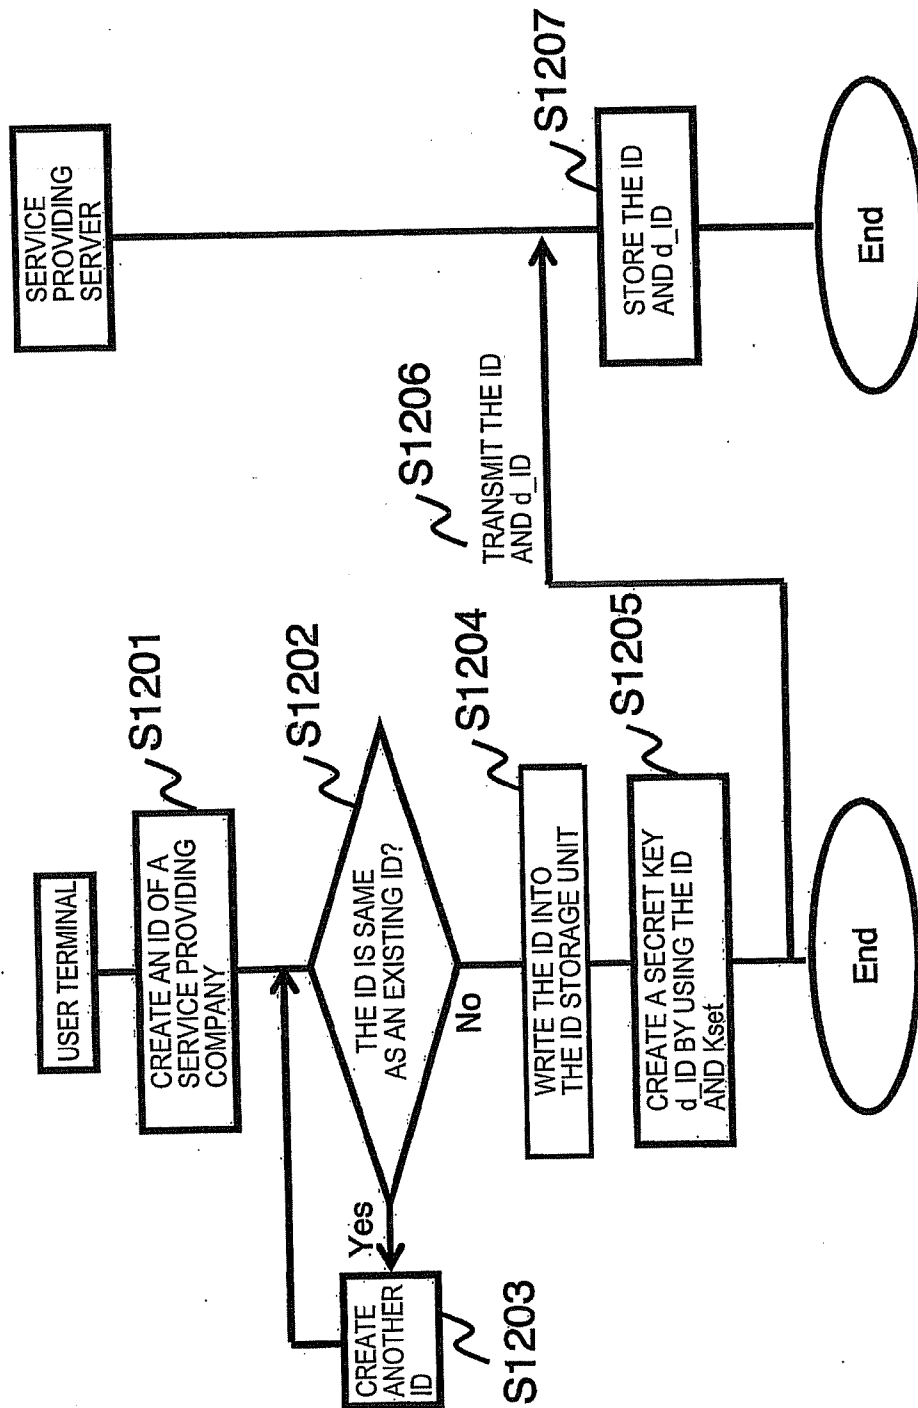 USER TERMINAL
SERVICE
PROVIDING
SERVER
S1201
CREATE AN ID OF A
SERVICE PROVIDING
COMPANY
S1202
THE ID IS SAME
AS AN EXISTING ID?
Yes
No
CREATE
ANOTHER
ID
S1203
S1204
WRITE THE ID INTO
THE ID STORAGE UNIT
S1205
CREATE A SECRET KEY
d_ID BY USING THE ID
AND Kset
S1206
TRANSMIT THE ID
AND d_ID
S1207
STORE THE ID
AND d_ID
End
End